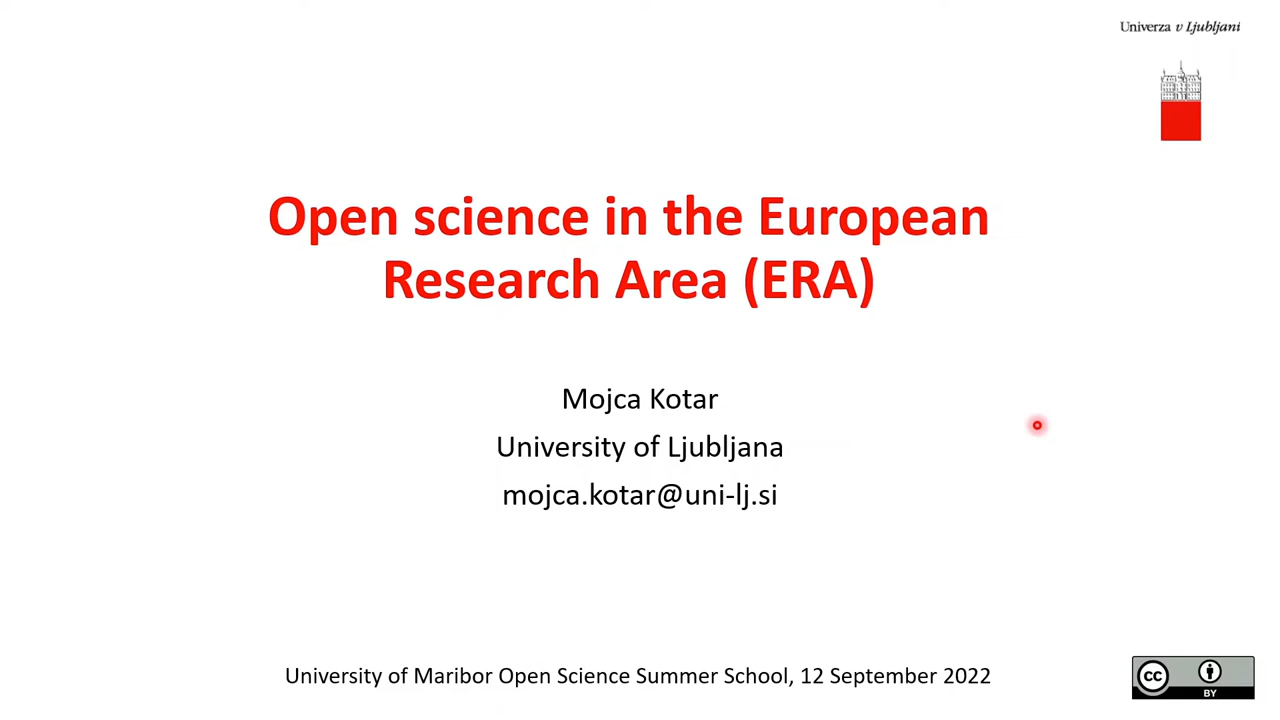 Univerza v Ljubljani
Open science in the European
Research Area (ERA)
Mojca Kotar
University of Ljubljana
mojca.kotar@uni-lj.si
University of Maribor Open Science Summer School, 12 September 2022
cc
BY